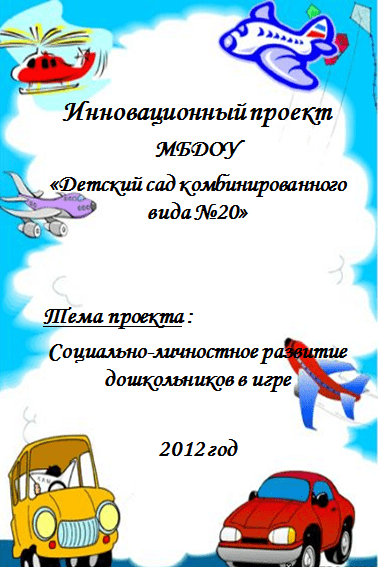 Инновационный проект
МБДОУ
«Детский сад комбинированного
вида №20»
Тема проекта :
Социально-личностное развитие
дошкольников в игре
2012 год